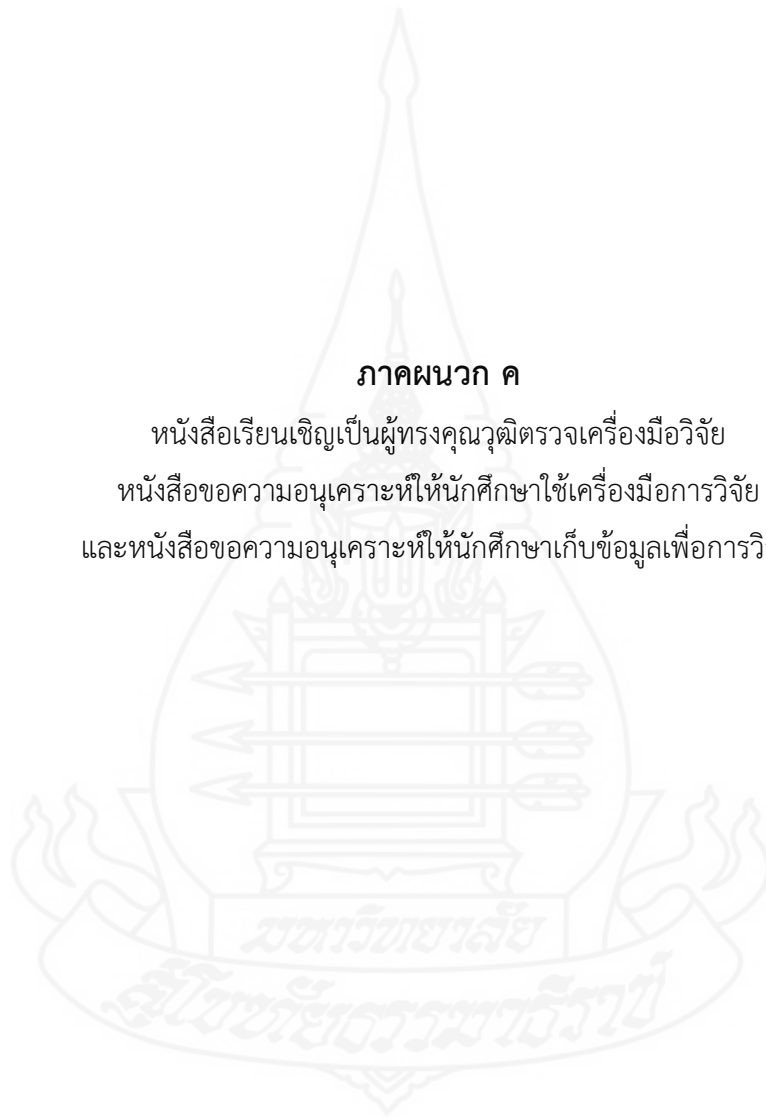 ภาคผนวก ค
หนังสือเรียนเชิญเป็นผู้ทรงคุณวุฒิตรวจเครื่องมือวิจัย
หนังสือขอความอนุเคราะห์ให้นักศึกษาใช้เครื่องมือการวิจัย
และหนังสือขอความอนุเคราะห์ให้นักศึกษาเก็บข้อมูลเพื่อการวิ
มหาวิทยาลัย
สุโขทัยธรรมาธิราช